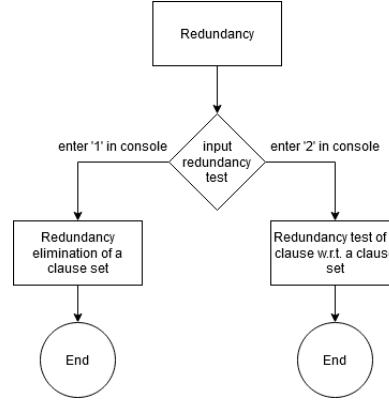 Redundancy
input
redundancy
test
enter '1' in console
enter '2' in console
Redundancy
elimination of a
clause set
Redundancy test of
clause w.r.t. a clause
set
End
End